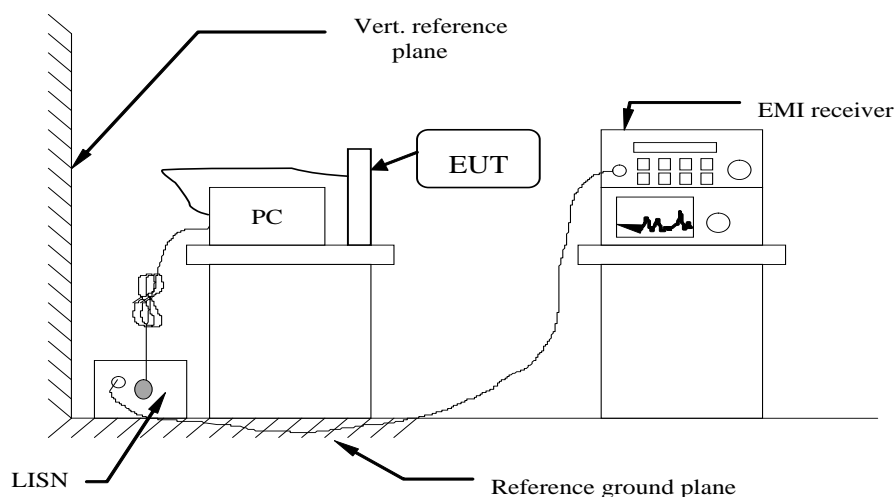 Vert. reference
plane
EMI receiver
EUT
PC
LISN
Reference ground plane